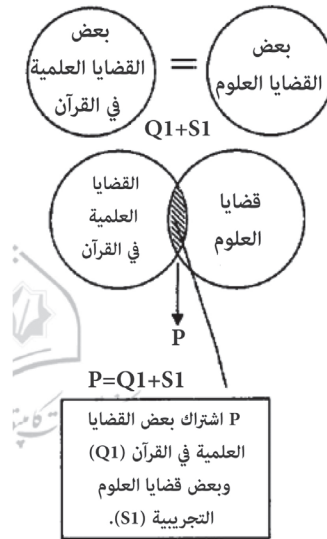 بعض
القضايا العلمية
في القرآن
=
بعض
القضايا العلوم
Q1+S1
القضايا
العلمية
في القرآن
قضايا
العلوم
P
P=Q1+S1
P اشتراك بعض القضايا
العلمية في القرآن (Q1)
وبعض قضايا العلوم
التجريبية (S1).